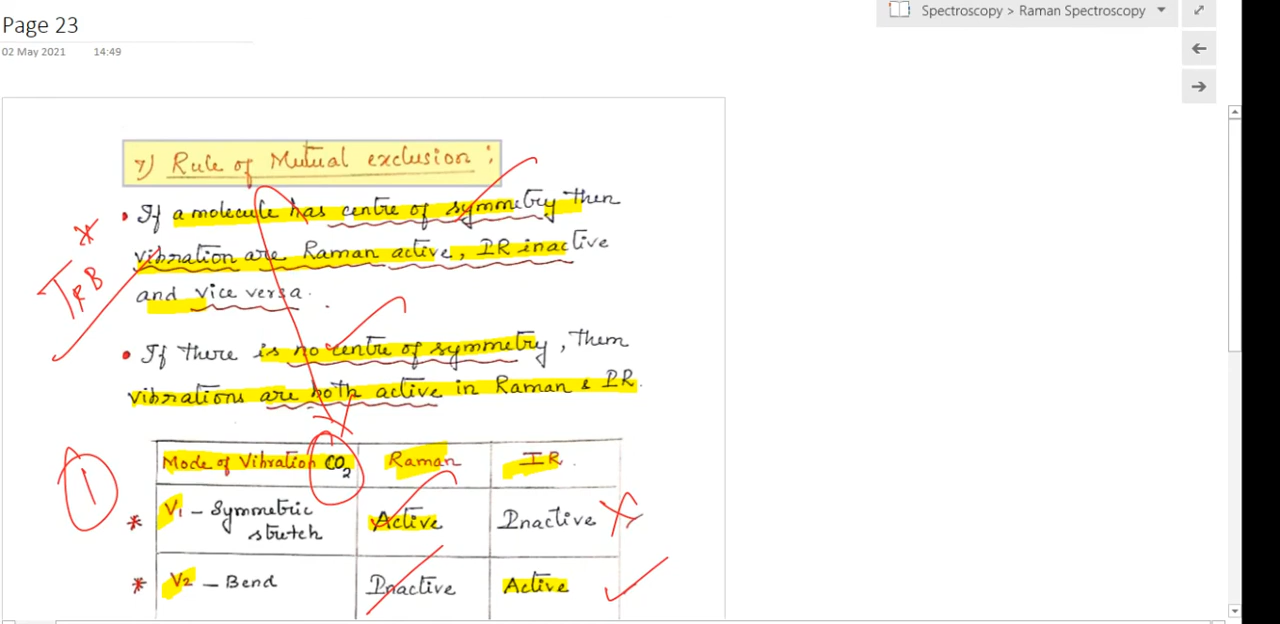 Page 23
02 May 2021 14:49
Spectroscopy > Raman Spectroscopy
7) Rule of Mutual exclusion :
• If a molecule has centre of symmetry then
vibration are Raman active, IR inactive
and vice versa.
TRB
• If there is no centre of symmetry, them
vibrations are both active in Raman & IR.
1
Mode of Vibration CO2 Raman IR.
* V1 - Symmetric stretch Active Inactive
* V2 - Bend Inactive Active